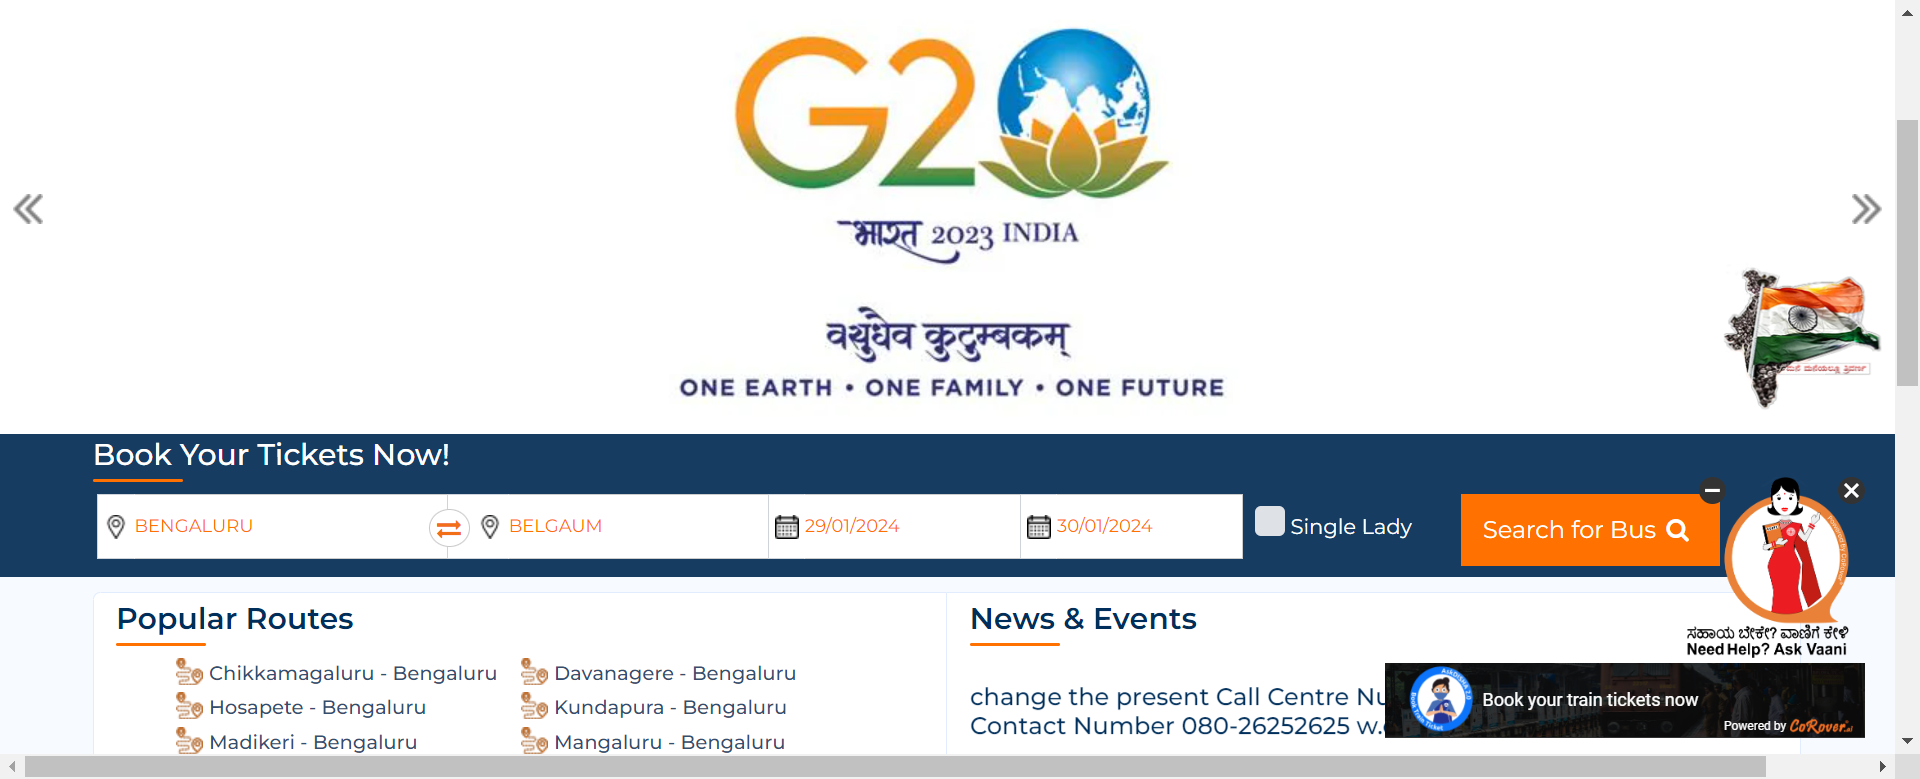 G20
भारत 2023 INDIA
वसुधैव कुटुम्बकम्
ONE EARTH • ONE FAMILY • ONE FUTURE
Book Your Tickets Now!
BENGALURU
BELGAUM
29/01/2024
30/01/2024
Single Lady
Search for Bus
ಸಹಾಯ ಬೇಕೇ? ವಾಣಿಗೆ ಕೇಳಿ
Need Help? Ask Vaani
Popular Routes
Chikkamagaluru - Bengaluru
Davanagere - Bengaluru
Hosapete - Bengaluru
Kundapura - Bengaluru
Madikeri - Bengaluru
Mangaluru - Bengaluru
News & Events
change the present Call Centre Nu
Contact Number 080-26252625 w.
Book your train tickets now
Powered by CoRover.ai